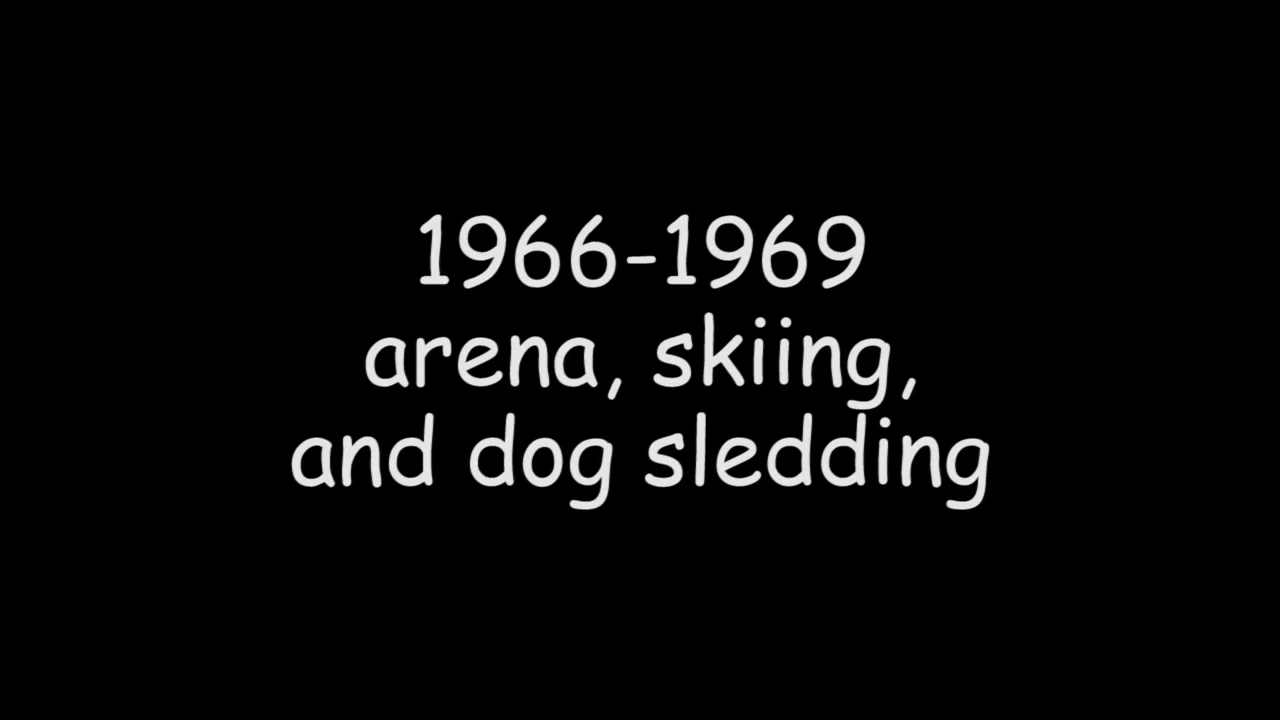 1966-1969
arena, skiing,
and dog sledding